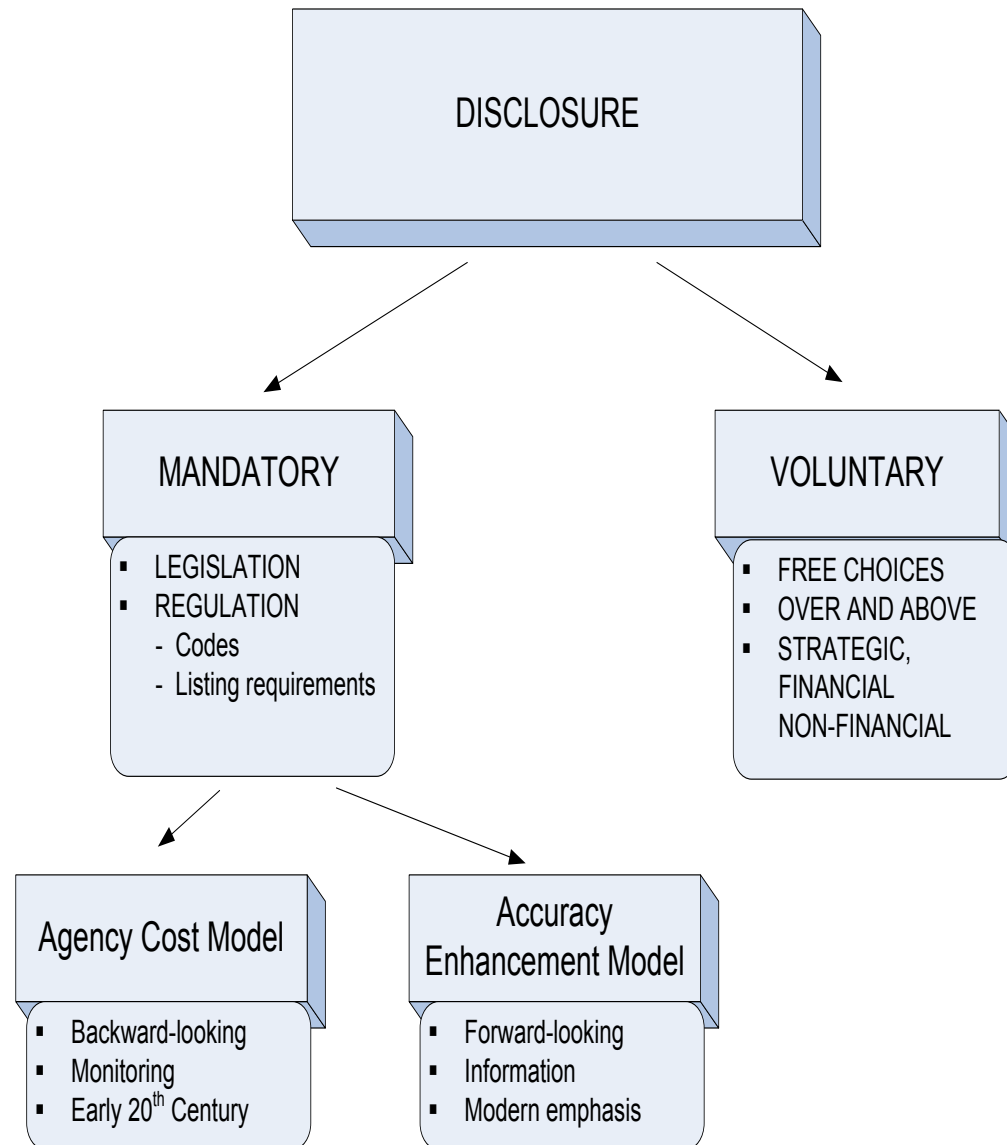 DISCLOSURE
MANDATORY
▪ LEGISLATION
▪ REGULATION
- Codes
- Listing requirements
VOLUNTARY
▪ FREE CHOICES
▪ OVER AND ABOVE
▪ STRATEGIC,
FINANCIAL
NON-FINANCIAL
Agency Cost Model
▪ Backward-looking
▪ Monitoring
▪ Early 20th Century
Accuracy
Enhancement Model
▪ Forward-looking
▪ Information
▪ Modern emphasis